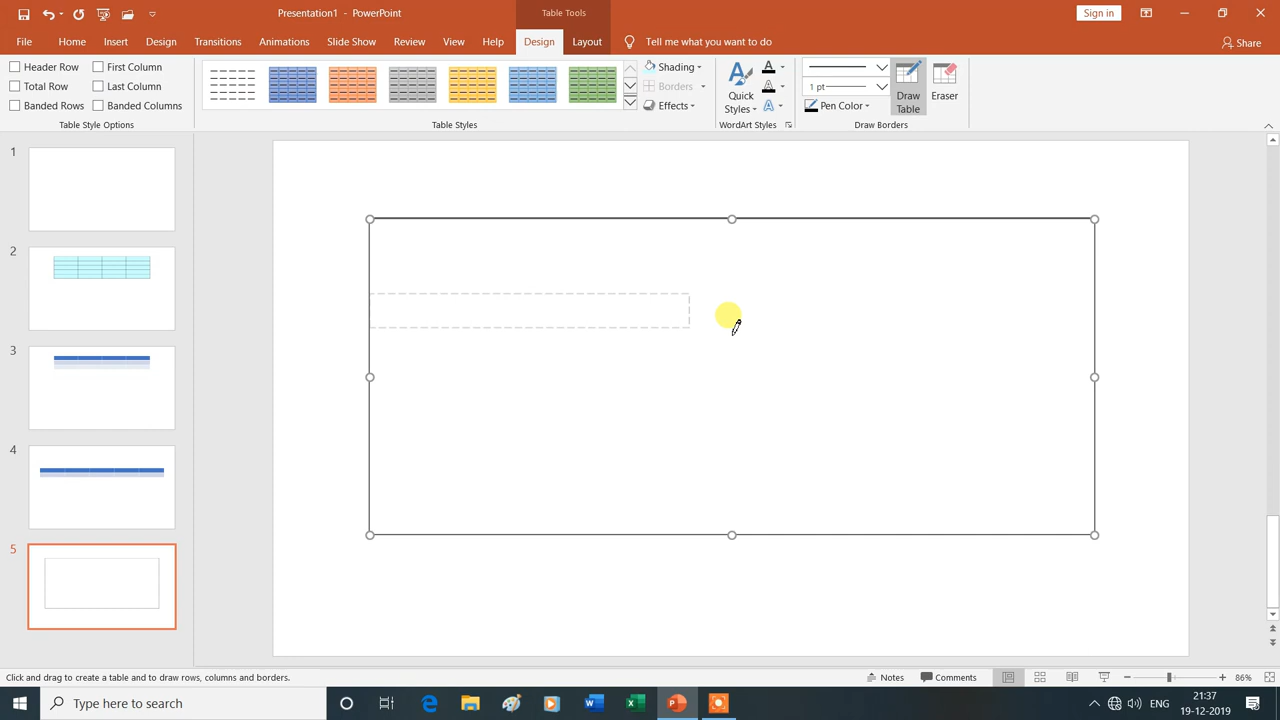 Presentation1 - PowerPoint
Table Tools
Sign in
File
Home
Insert
Design
Transitions
Animations
Slide Show
Review
View
Help
Design
Layout
Tell me what you want to do
Share
Header Row
First Column
Total Row
Last Column
Banded Rows
Banded Columns
Table Style Options
Table Styles
Shading
Borders
Effects
Quick
Styles
A
A
A
A
WordArt Styles
1 pt
Pen Color
Draw
Table
Eraser
Draw Borders
1
2
3
4
5
Click and drag to create a table and to draw rows, columns and borders.
Notes
Comments
86%
Type here to search
ENG
21:37
19-12-2019